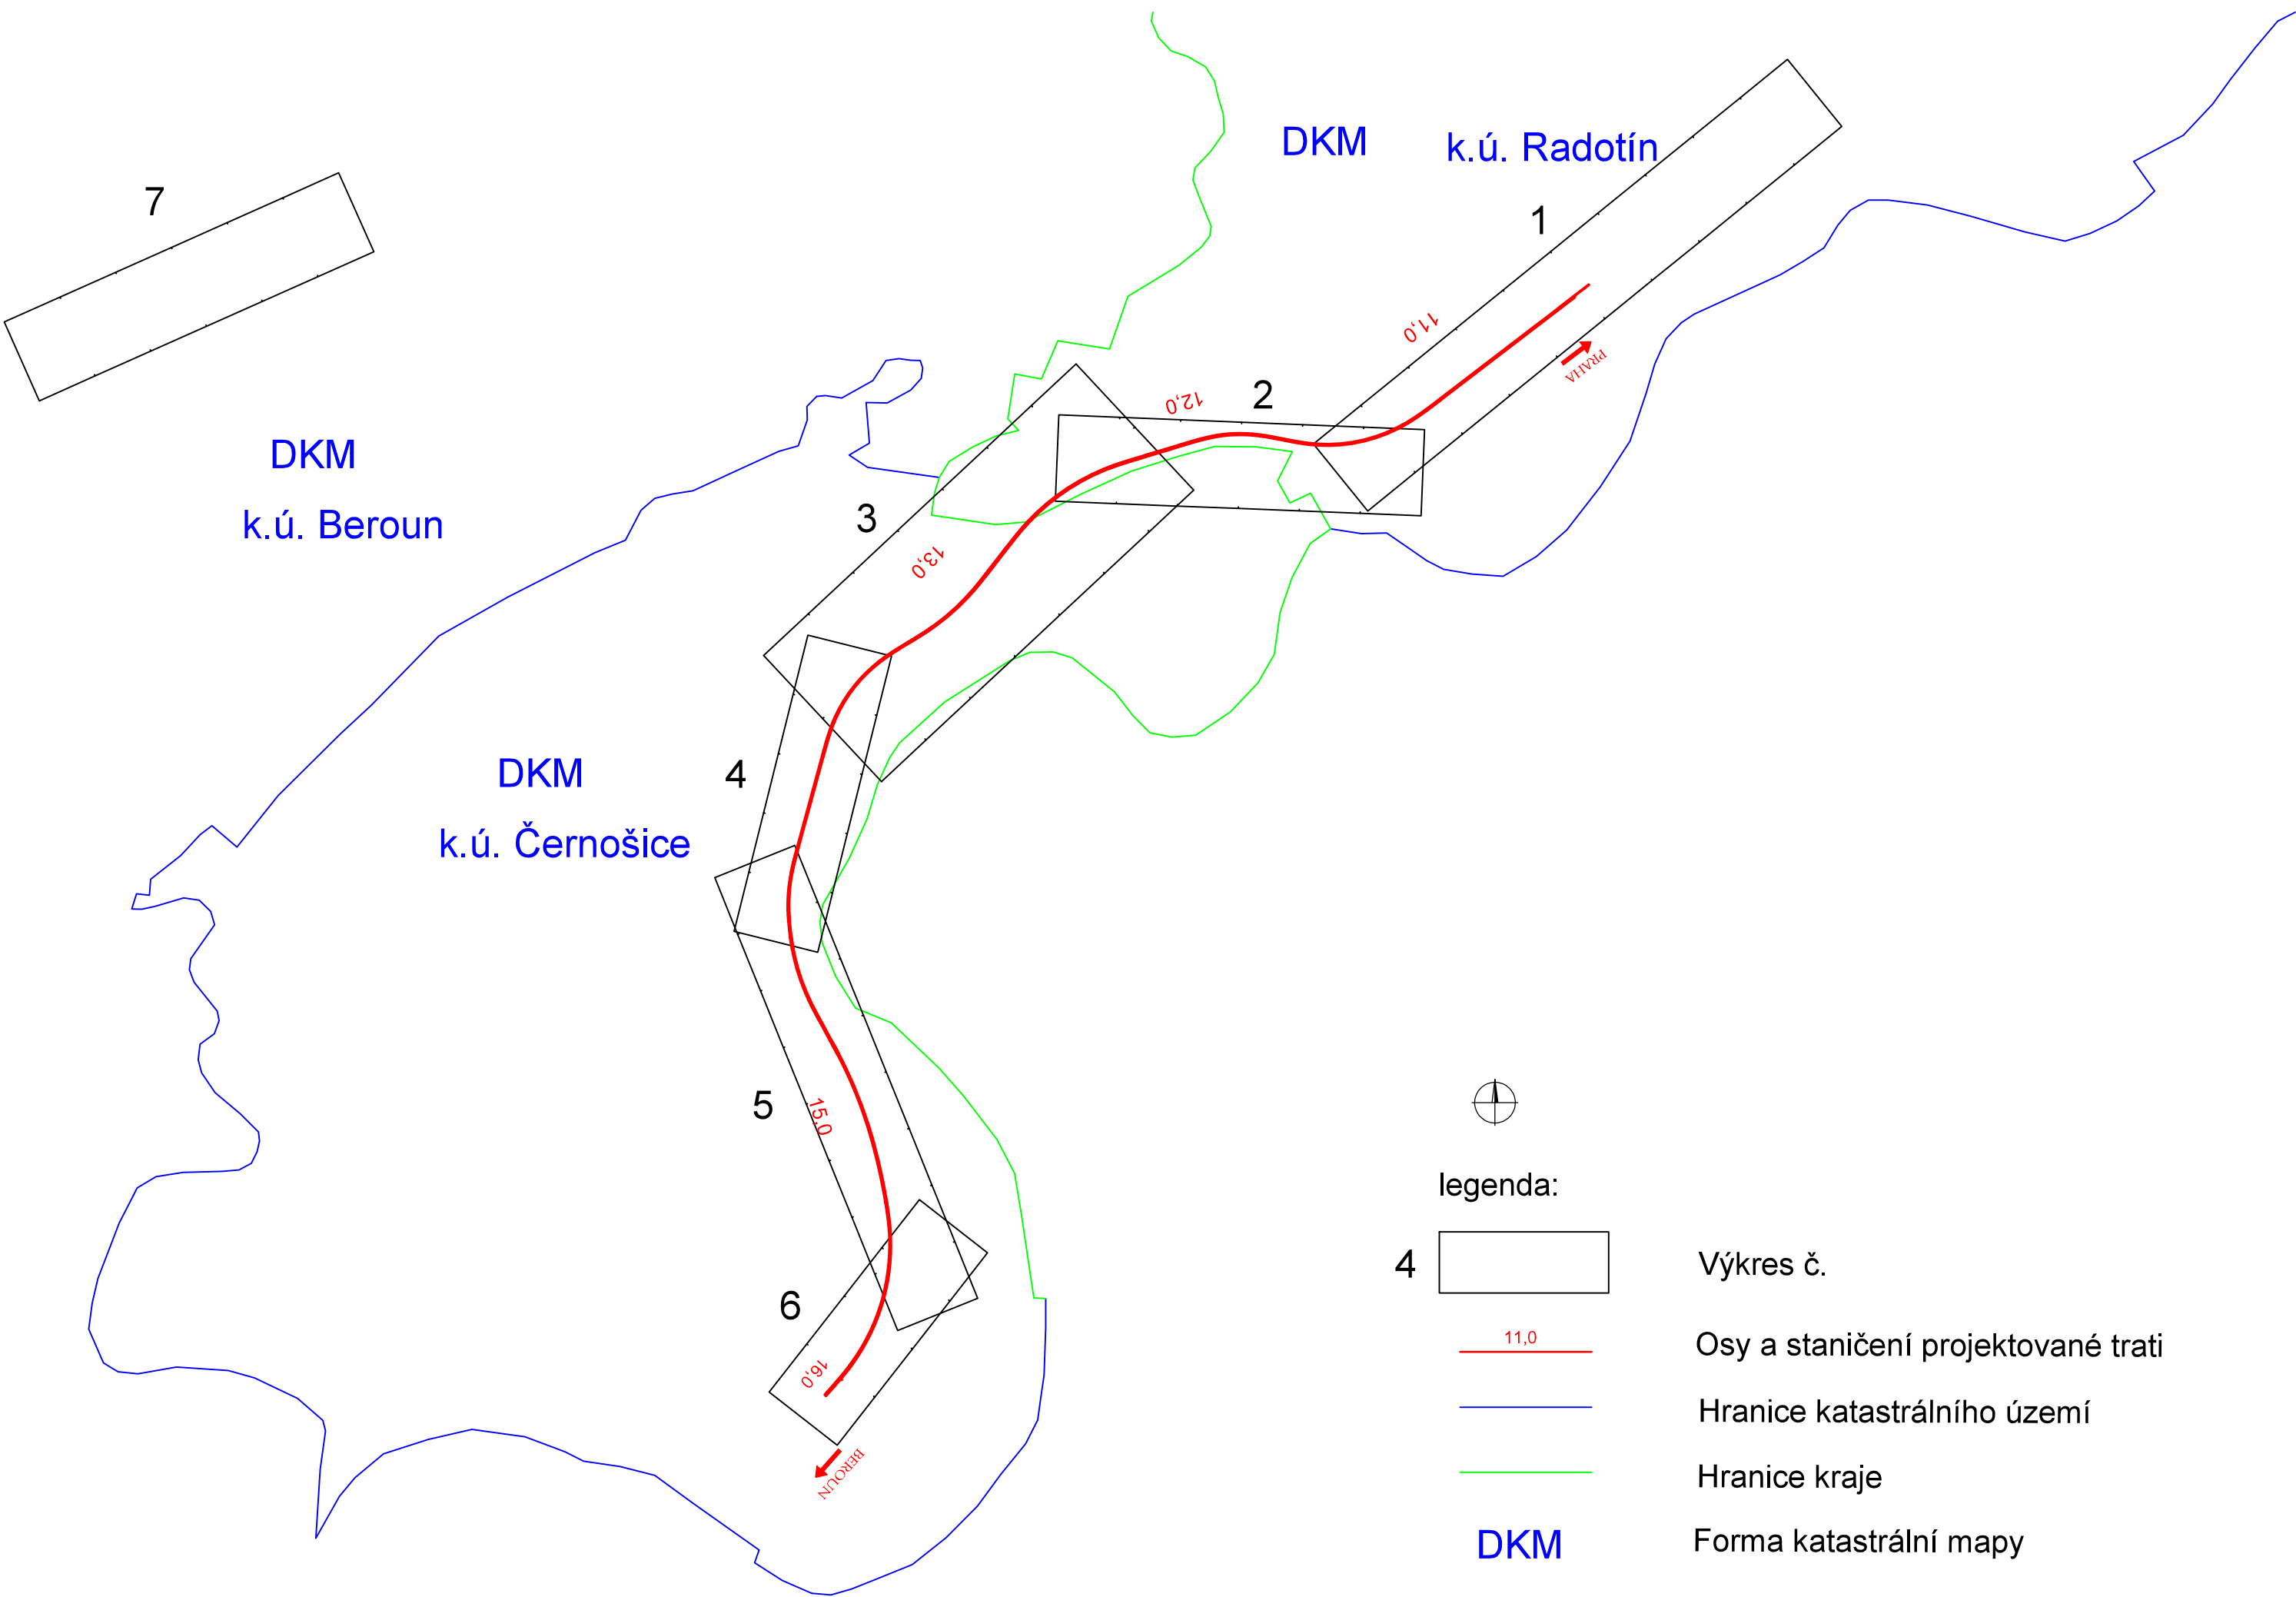 DKM
k.ú. Radotín
7
1
11,0
PRAHA
2
12,0
DKM
k.ú. Beroun
3
13,0
DKM
4
k.ú. Černošice
5
15,0
6
16,0
BEROUN
legenda:
4
Výkres č.
11,0
Osy a staničení projektované trati
Hranice katastrálního území
Hranice kraje
DKM
Forma katastrální mapy